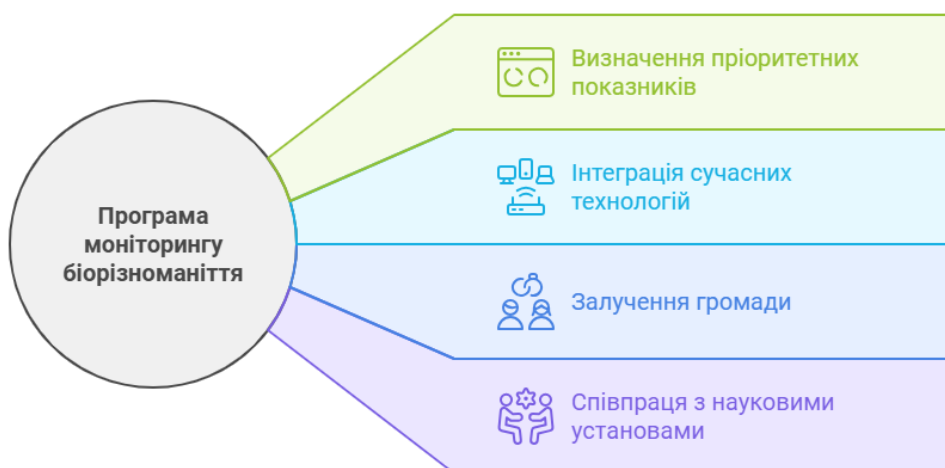 Програма
моніторингу
біорізноманіття
Визначення пріоритетних
показників
Інтеграція сучасних
технологій
Залучення громади
Співпраця з науковими
установами